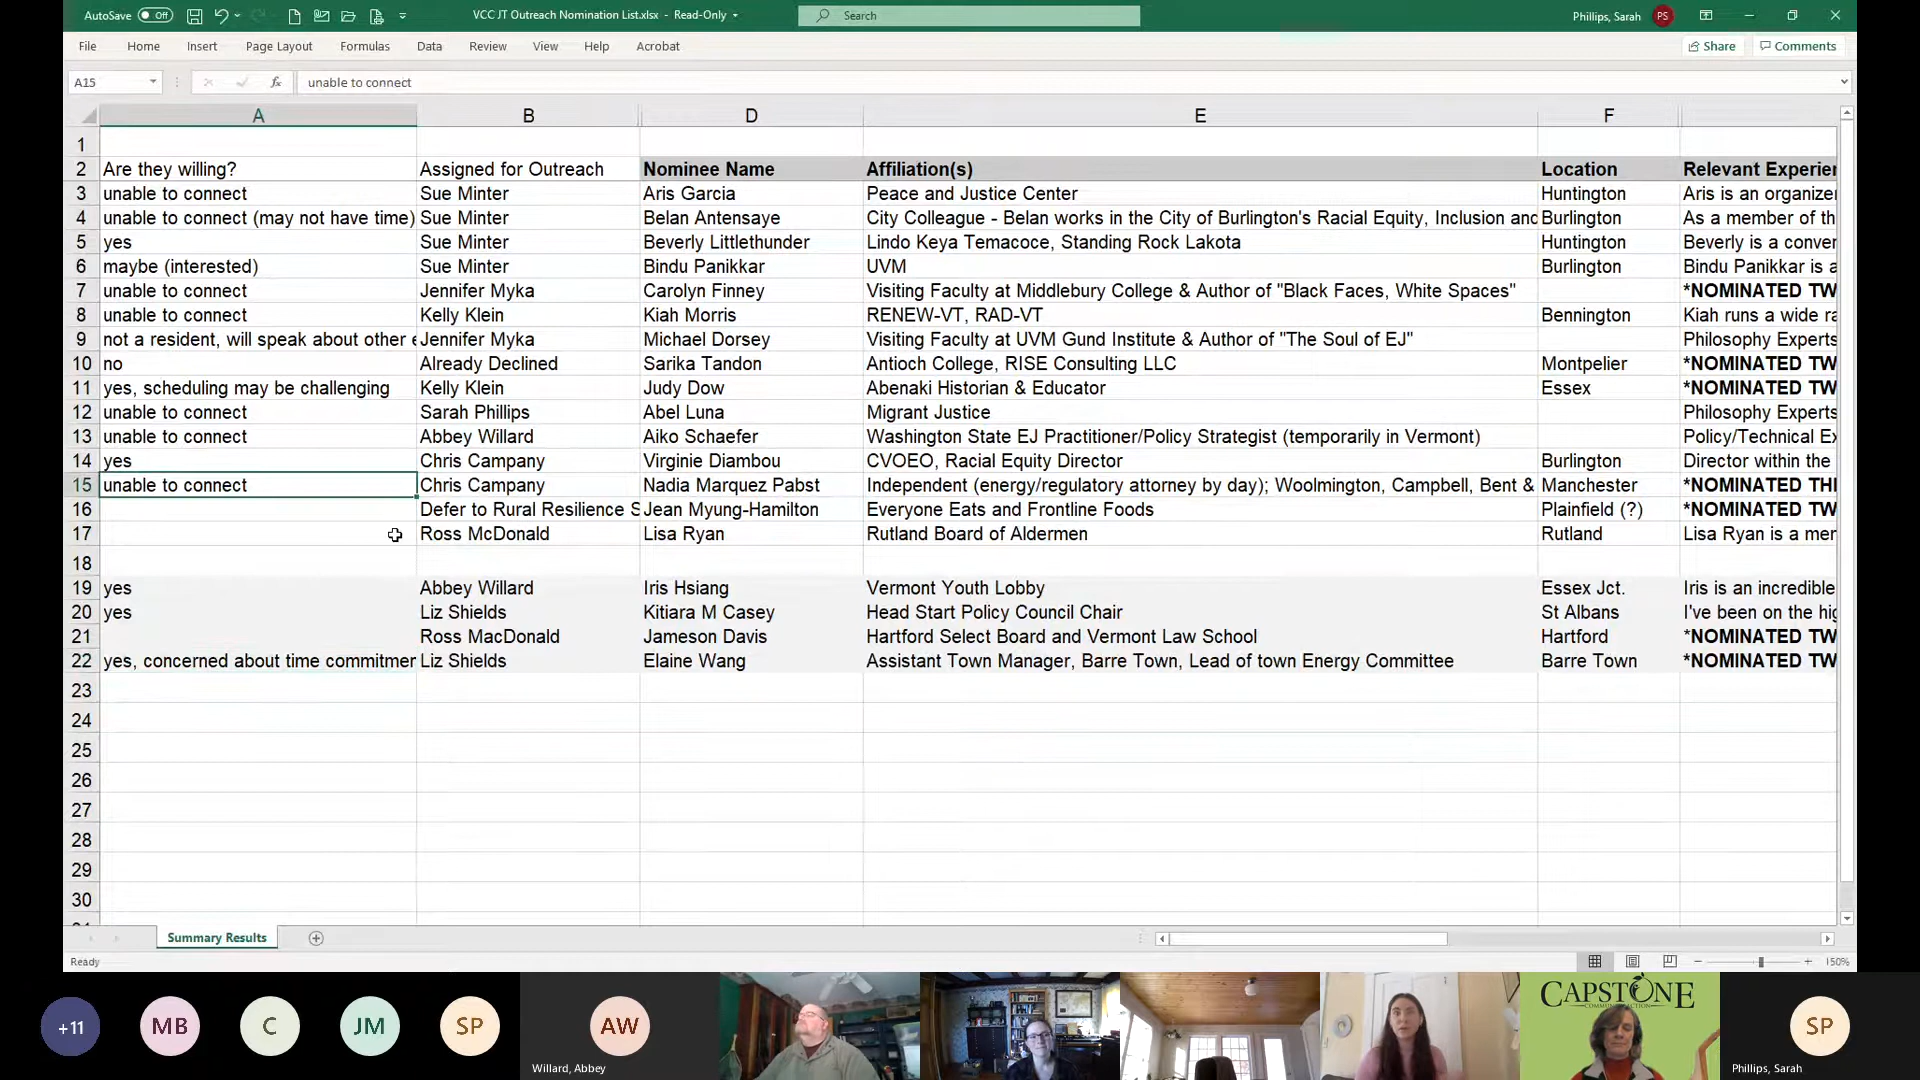 AutoSave Off VCC JT Outreach Nomination List.xlsx - Read-Only Search Phillips, Sarah PS
File Home Insert Page Layout Formulas Data Review View Help Acrobat Share Comments
A15 fx unable to connect
A B D E F
1
2 Are they willing? Assigned for Outreach Nominee Name Affiliation(s) Location Relevant Experien
3 unable to connect Sue Minter Aris Garcia Peace and Justice Center Huntington Aris is an organizer
4 unable to connect (may not have time) Sue Minter Belan Antensaye City Colleague - Belan works in the City of Burlington's Racial Equity, Inclusion and Burlington As a member of th
5 yes Sue Minter Beverly Littlethunder Lindo Keya Temacoce, Standing Rock Lakota Huntington Beverly is a conver
6 maybe (interested) Sue Minter Bindu Panikkar UVM Burlington Bindu Panikkar is a
7 unable to connect Jennifer Myka Carolyn Finney Visiting Faculty at Middlebury College & Author of "Black Faces, White Spaces" *NOMINATED TW
8 unable to connect Kelly Klein Kiah Morris RENEW-VT, RAD-VT Bennington Kiah runs a wide ra
9 not a resident, will speak about other e Jennifer Myka Michael Dorsey Visiting Faculty at UVM Gund Institute & Author of "The Soul of EJ" Philosophy Experts
10 no Already Declined Sarika Tandon Antioch College, RISE Consulting LLC Montpelier *NOMINATED TW
11 yes, scheduling may be challenging Kelly Klein Judy Dow Abenaki Historian & Educator Essex *NOMINATED TW
12 unable to connect Sarah Phillips Abel Luna Migrant Justice Philosophy Experts
13 unable to connect Abbey Willard Aiko Schaefer Washington State EJ Practitioner/Policy Strategist (temporarily in Vermont) Policy/Technical Ex
14 yes Chris Campany Virginie Diambou CVOEO, Racial Equity Director Burlington Director within the
15 unable to connect Chris Campany Nadia Marquez Pabst Independent (energy/regulatory attorney by day); Woolmington, Campbell, Bent & Manchester *NOMINATED TH
16 Defer to Rural Resilience S Jean Myung-Hamilton Everyone Eats and Frontline Foods Plainfield (?) *NOMINATED TW
17 Ross McDonald Lisa Ryan Rutland Board of Aldermen Rutland Lisa Ryan is a mer
18
19 yes Abbey Willard Iris Hsiang Vermont Youth Lobby Essex Jct. Iris is an incredible
20 yes Liz Shields Kitiara M Casey Head Start Policy Council Chair St Albans I've been on the hig
21 Ross MacDonald Jameson Davis Hartford Select Board and Vermont Law School Hartford *NOMINATED TW
22 yes, concerned about time commitmer Liz Shields Elaine Wang Assistant Town Manager, Barre Town, Lead of town Energy Committee Barre Town *NOMINATED TW
23
24
25
26
27
28
29
30
Summary Results
Ready 150%
+11 MB C JM SP AW CAPSTONE SP
Willard, Abbey Phillips, Sarah